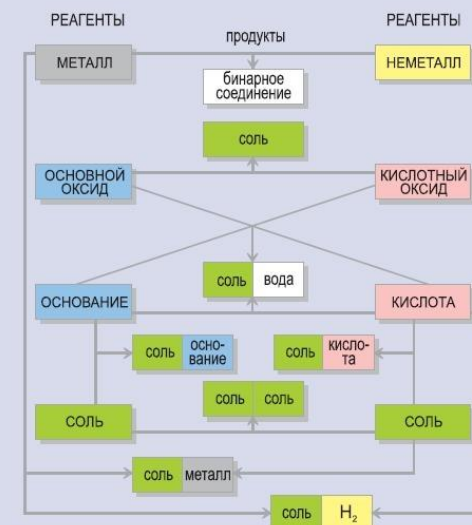 РЕАГЕНТЫ РЕАГЕНТЫ
продукты
МЕТАЛЛ НЕМЕТАЛЛ
бинарное
соединение
соль
ОСНОВНОЙ
ОКСИД
КИСЛОТНЫЙ
ОКСИД
соль вода
ОСНОВАНИЕ КИСЛОТА
соль осно-
вание
соль кисло-
та
соль соль
СОЛЬ СОЛЬ
соль металл
соль H₂